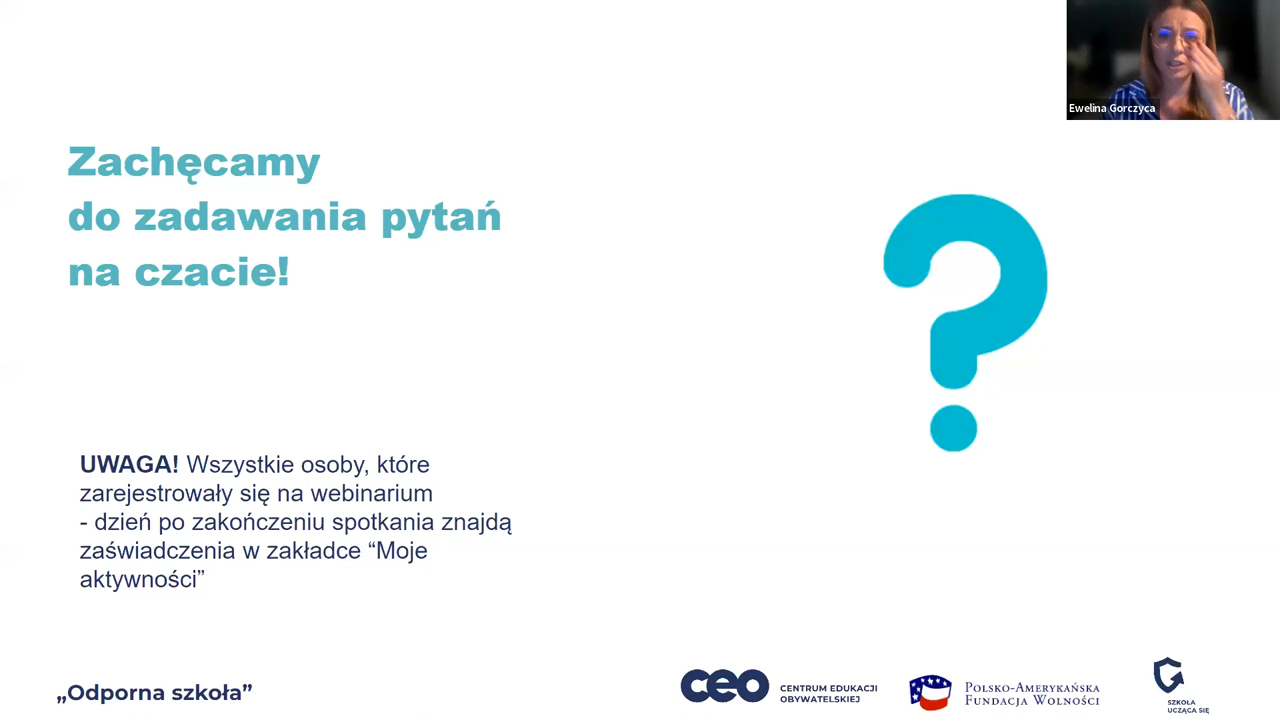 Ewelina Gorczyca
Zachęcamy
do zadawania pytań
na czacie!
?
UWAGA! Wszystkie osoby, które
zarejestrowały się na webinarium
- dzień po zakończeniu spotkania znajdą
zaświadczenia w zakładce “Moje
aktywności”
„Odporna szkoła”
ceo
CENTRUM EDUKACJI
OBYWATELSKIEJ
POLSKO-AMERYKAŃSKA
FUNDACJA WOLNOŚCI
SZKOŁA
UCZĄCA SIĘ